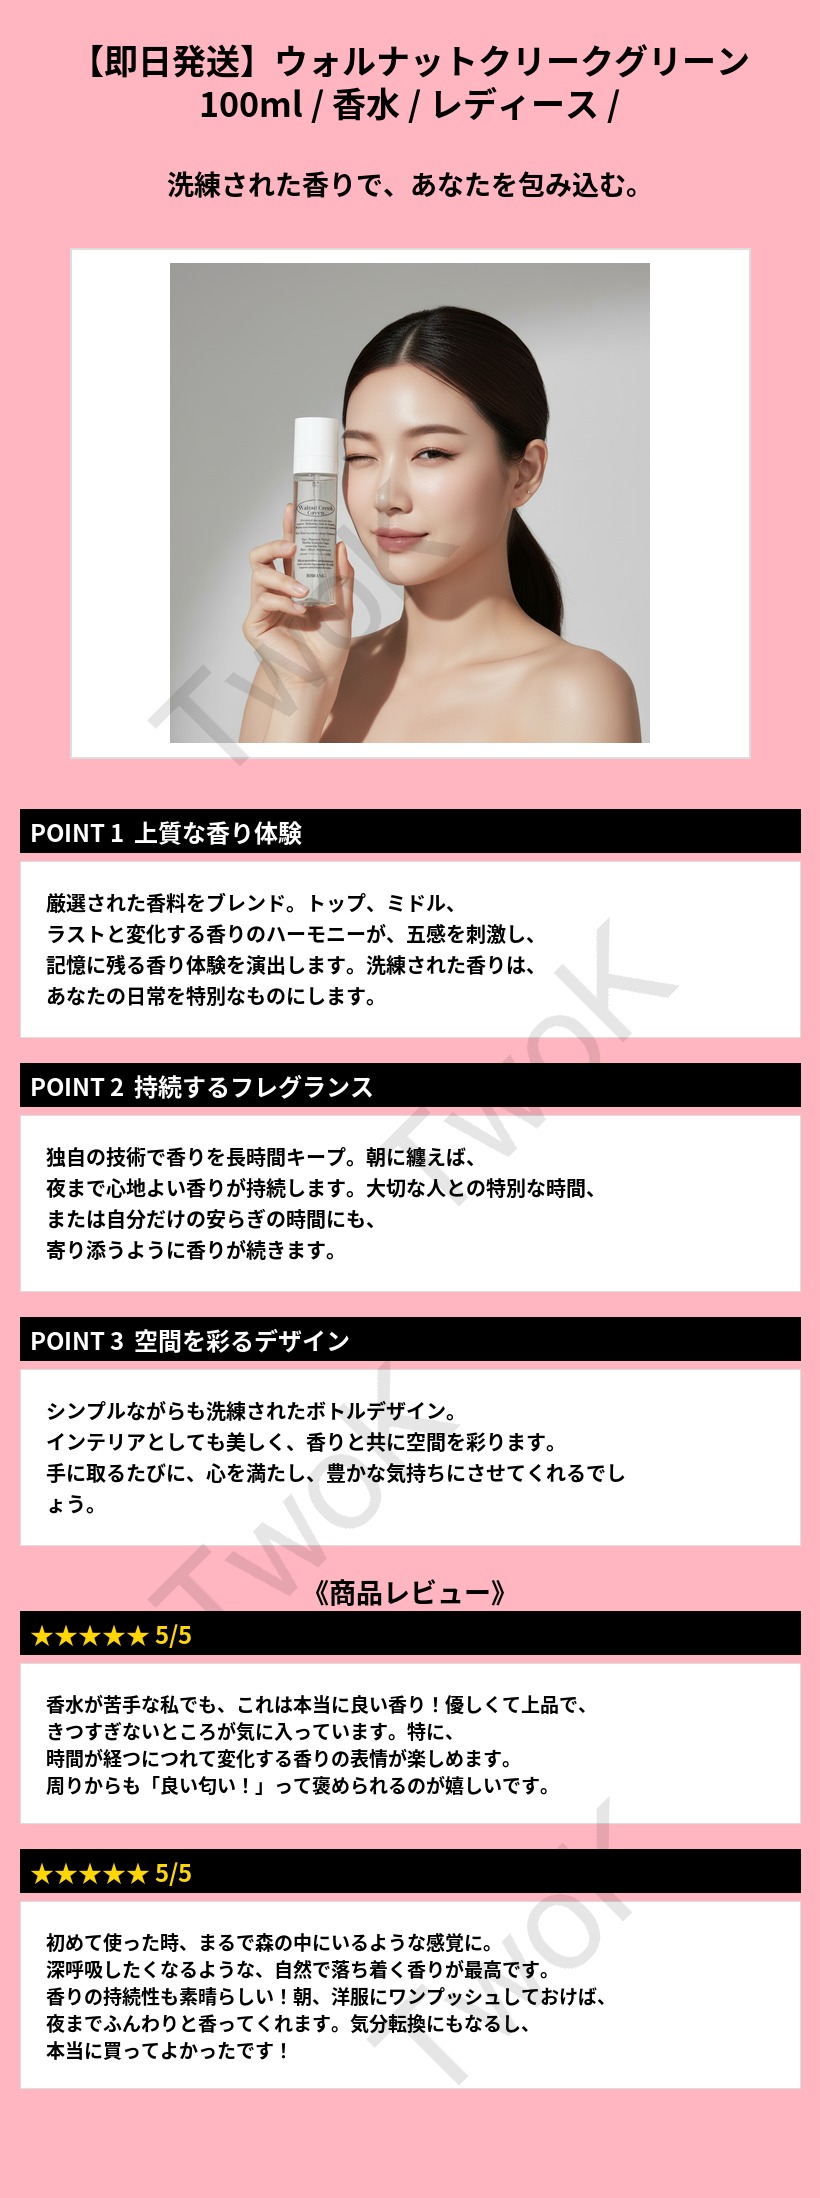 【即日発送】ウォルナットクリークグリーン
100ml / 香水 / レディース /
洗練された香りで、あなたを包み込む。
Walnut Creek
TwoK
POINT 1 上質な香り体験
厳選された香料をブレンド。トップ、ミドル、
ラストと変化する香りのハーモニーが、五感を刺激し、
記憶に残る香り体験を演出します。洗練された香りは、
あなたの日常を特別なものにします。
TwoK
POINT 2 持続するフレグランス
独自の技術で香りを長時間キープ。朝に纏えば、
夜まで心地よい香りが持続します。大切な人との特別な時間、
または自分だけの安らぎの時間にも、
寄り添うように香りが続きます。
POINT 3 空間を彩るデザイン
シンプルながらも洗練されたボトルデザイン。
インテリアとしても美しく、香りと共に空間を彩ります。
手に取るたびに、心を満たし、豊かな気持ちにさせてくれるでし
ょう。
TwoK
《商品レビュー》
★★★★★ 5/5
香水が苦手な私でも、これは本当に良い香り！優しくて上品で、
きつすぎないところが気に入っています。特に、
時間が経つにつれて変化する香りの表情が楽しめます。
周りからも「良い匂い！」って褒められるのが嬉しいです。
★★★★★ 5/5
初めて使った時、まるで森の中にいるような感覚に。
深呼吸したくなるような、自然で落ち着く香りが最高です。
香りの持続性も素晴らしい！朝、洋服にワンプッシュしておけば、
夜までふんわりと香ってくれます。気分転換にもなるし、
本当に買ってよかったです！
TwoK